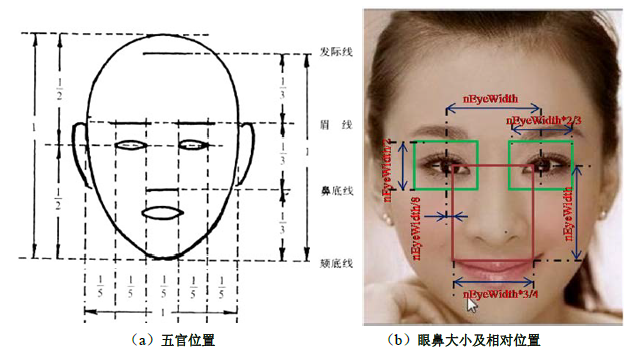 发际线
眉 线
鼻底线
颏底线
1
1/2
1/2
1/3
1/3
1/3
1
1/5 1/5 1/5 1/5 1/5
1
nEyeWidth
nEyeWidth*2/3
nEyeWidth/2
nEyeWidth/8
nEyeWidth
nEyeWidth*3/4
（a）五官位置
（b）眼鼻大小及相对位置